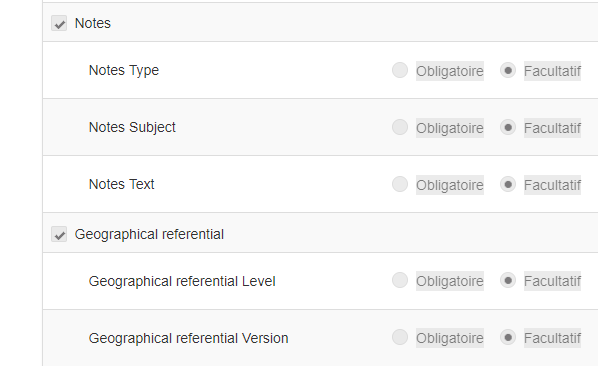 Notes
Notes Type Obligatoire Facultatif
Notes Subject Obligatoire Facultatif
Notes Text Obligatoire Facultatif
Geographical referential
Geographical referential Level Obligatoire Facultatif
Geographical referential Version Obligatoire Facultatif